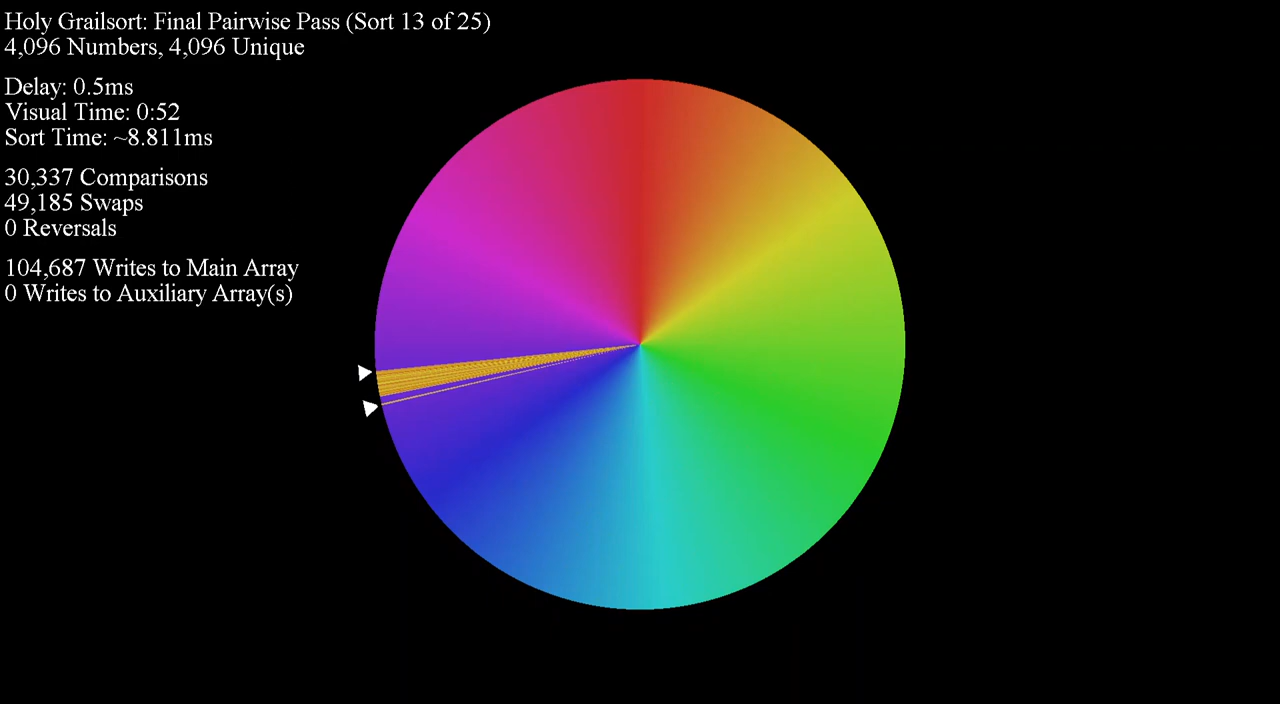 Holy Grailsort: Final Pairwise Pass (Sort 13 of 25)
4,096 Numbers, 4,096 Unique
Delay: 0.5ms
Visual Time: 0:52
Sort Time: ~8.811ms
30,337 Comparisons
49,185 Swaps
0 Reversals
104,687 Writes to Main Array
0 Writes to Auxiliary Array(s)